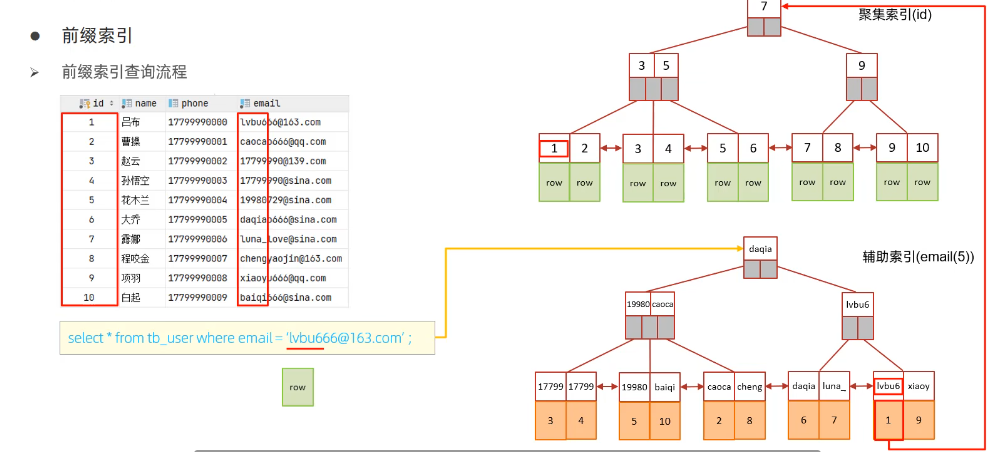 前缀索引
前缀索引查询流程
id name phone email
1 吕布 17799990000 lvbu666@163.com
2 曹操 17799990001 caocao666@qq.com
3 赵云 17799990002 17799990@139.com
4 孙悟空 17799990003 17799990@sina.com
5 花木兰 17799990004 19980729@sina.com
6 大乔 17799990005 daqiao666@sina.com
7 露娜 17799990006 luna_love@sina.com
8 程咬金 17799990007 chengyaojin@163.com
9 项羽 17799990008 xiaoyu666@qq.com
10 白起 17799990009 baiqi666@sina.com
select * from tb_user where email = 'lvbu666@163.com' ;
row
聚集索引(id)
7
3 5
9
1 2 3 4 5 6 7 8 9 10
row row row row row row row row row row
辅助索引(email(5))
daqia
19980 caoca
lvbu6
17799 17799 19980 baiqi caoca cheng daqia luna_ lvbu6 xiaoy
3 4 5 10 2 8 6 7 1 9